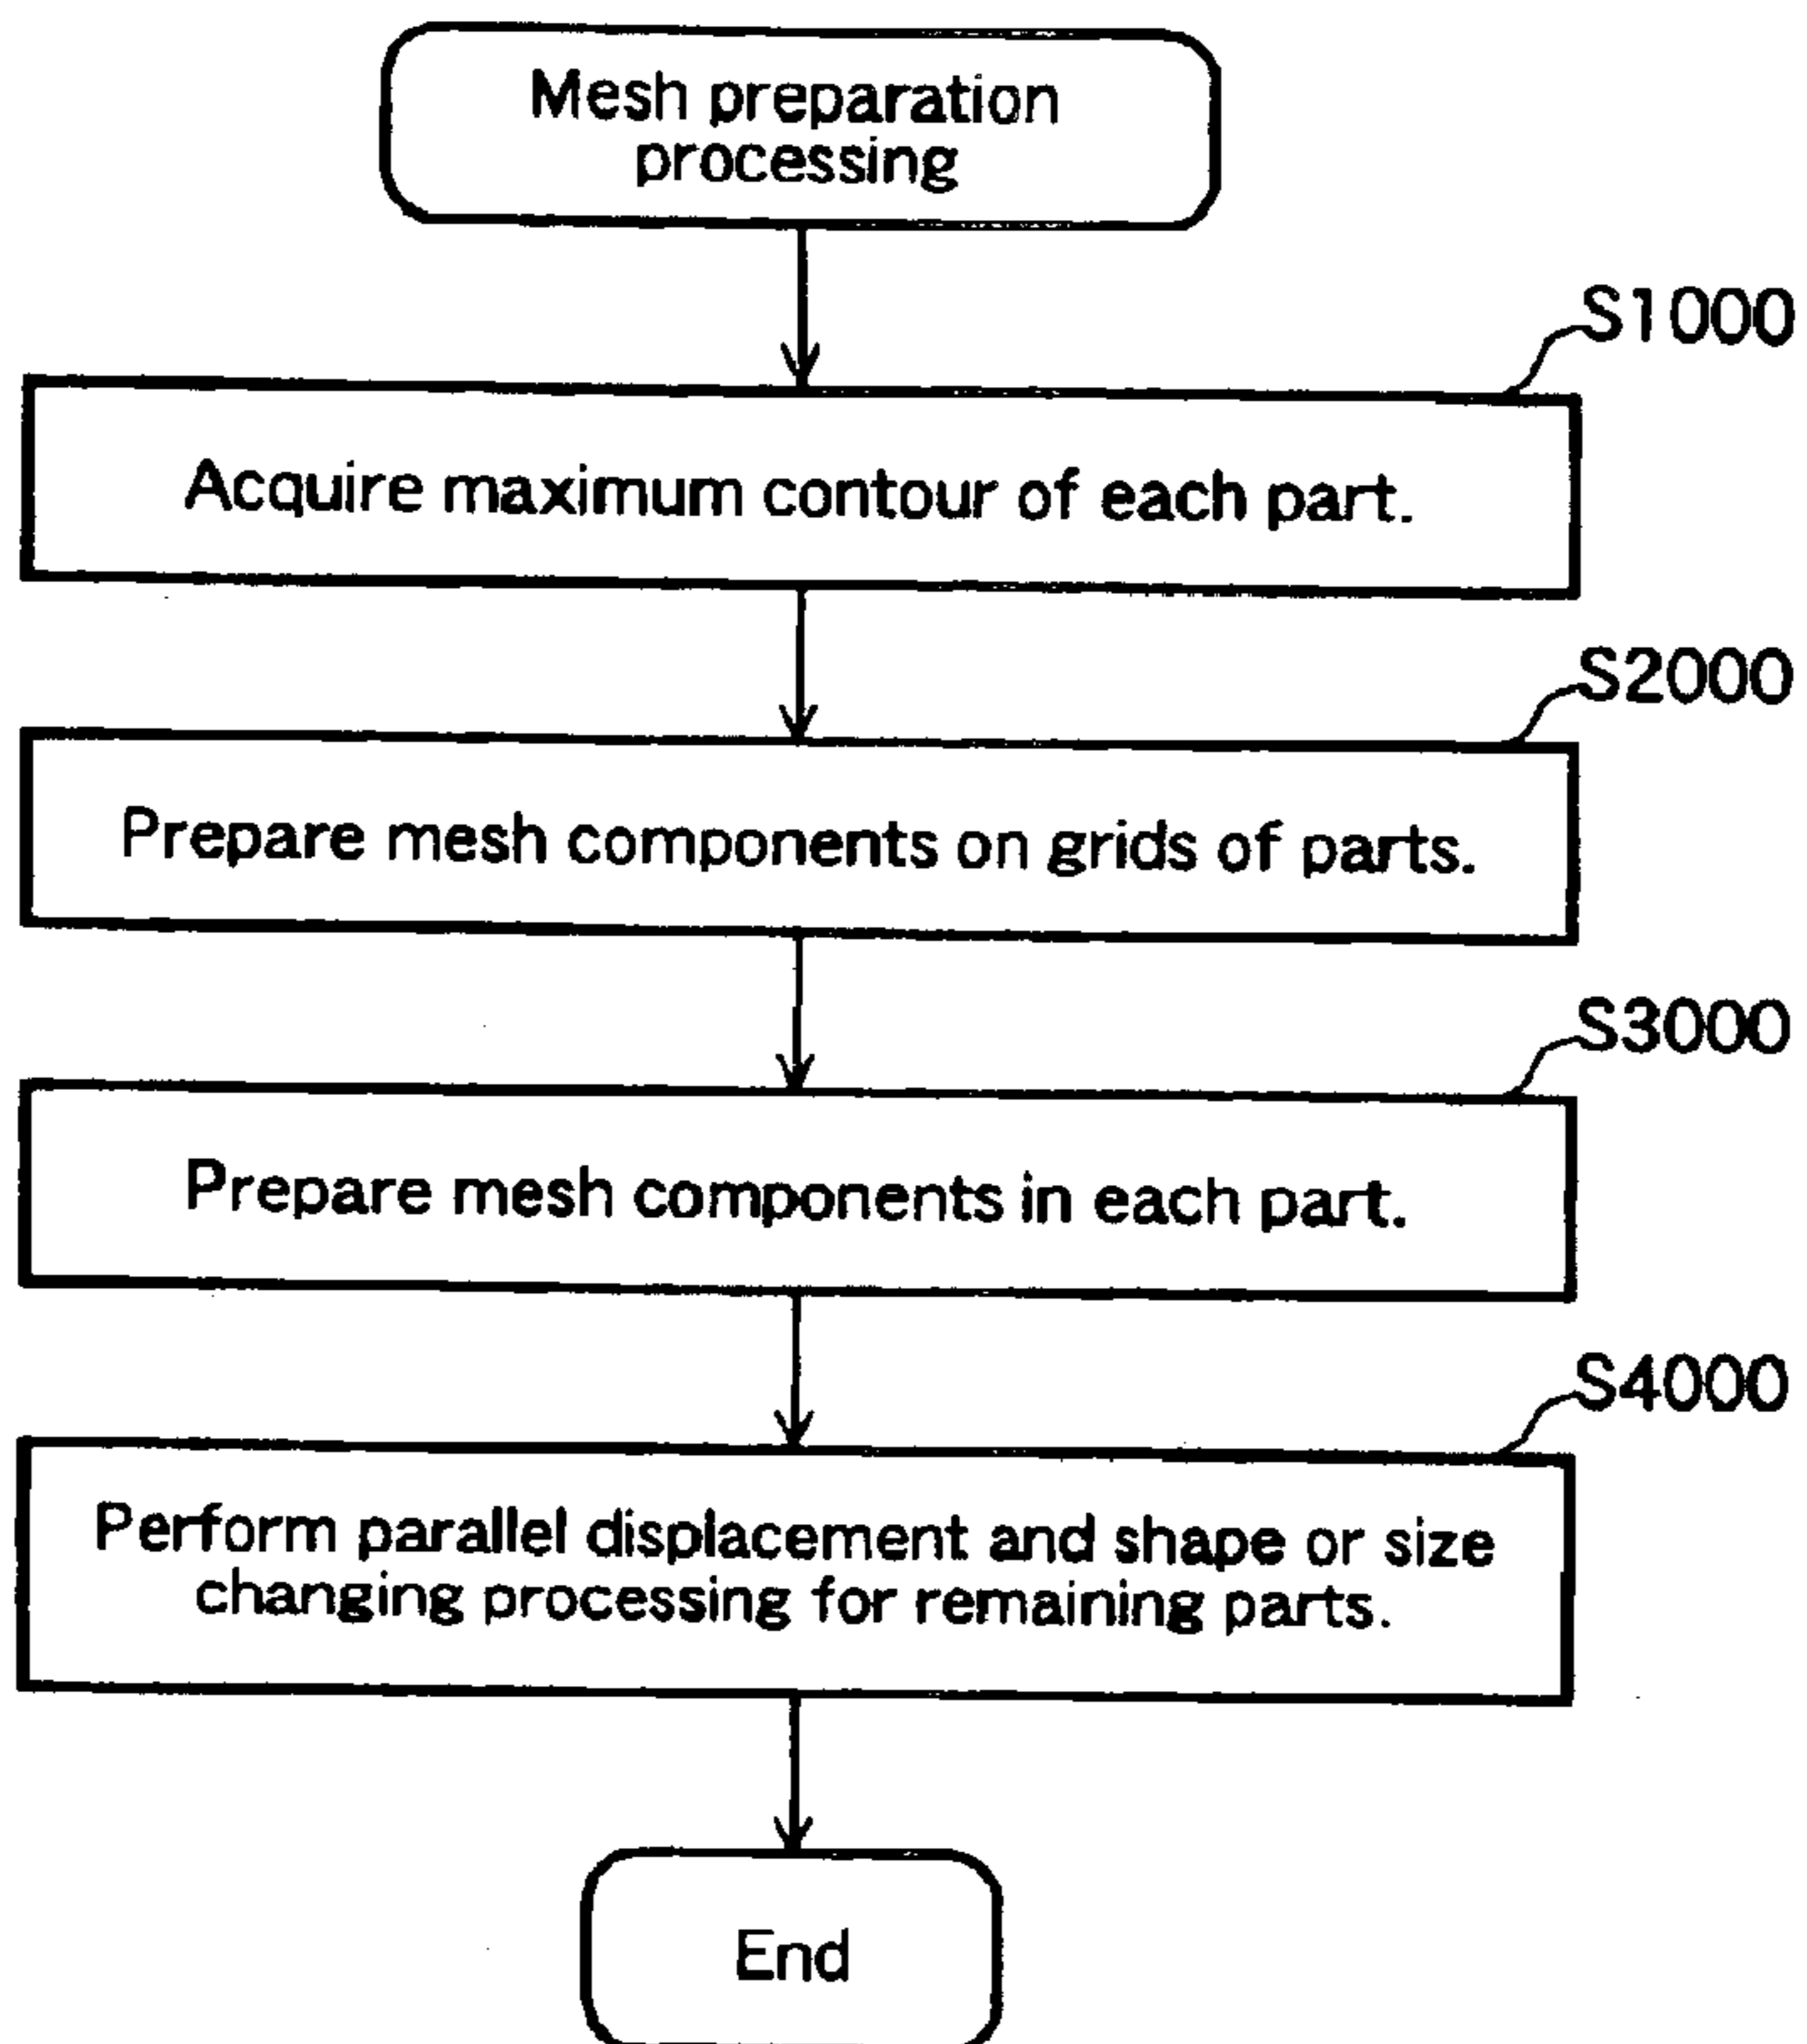 Mesh preparation
processing
S1000
Acquire maximum contour of each part.
S2000
Prepare mesh components on grids of parts.
S3000
Prepare mesh components in each part.
S4000
Perform parallel displacement and shape or size
changing processing for remaining parts.
End